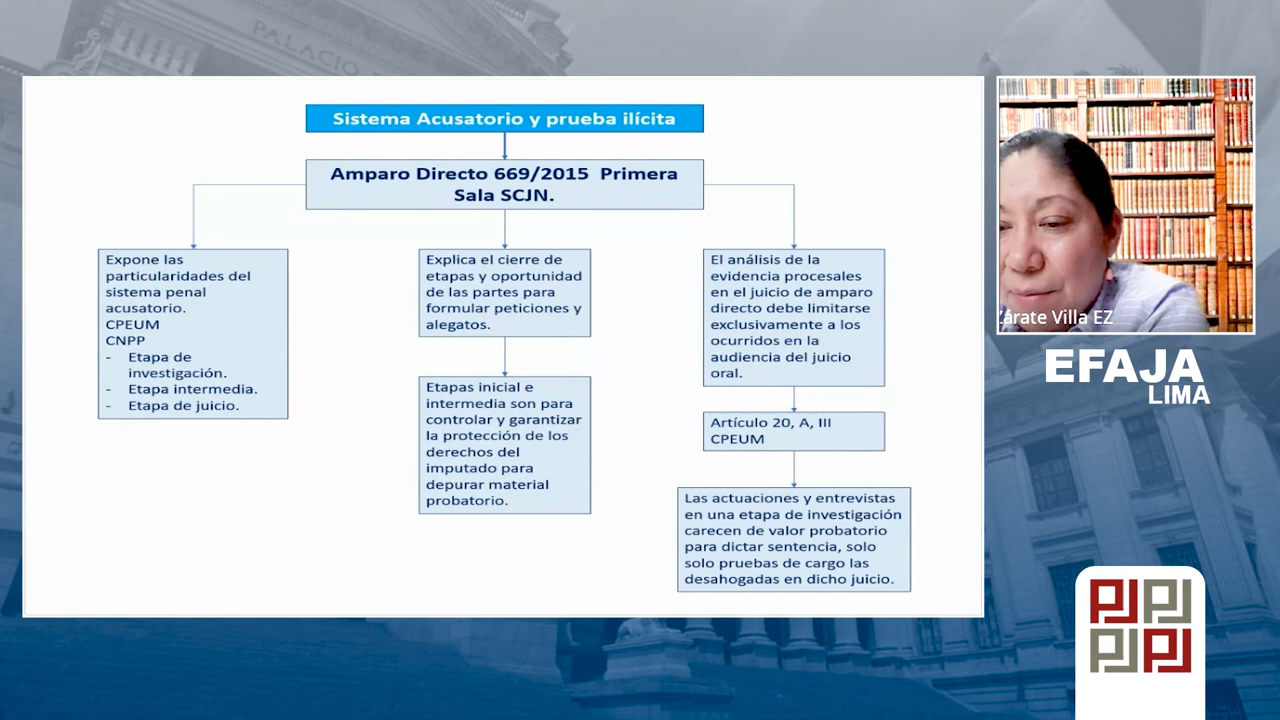 PALACIO
Sistema Acusatorio y prueba ilícita
Amparo Directo 669/2015 Primera
Sala SCJN.
Expone las
particularidades del
sistema penal
acusatorio.
CPEUM
CNPP
- Etapa de
investigación.
- Etapa intermedia.
- Etapa de juicio.
Explica el cierre de
etapas y oportunidad
de las partes para
formular peticiones y
alegatos.
Etapas inicial e
intermedia son para
controlar y garantizar
la protección de los
derechos del
imputado para
depurar material
probatorio.
El análisis de la
evidencia procesales
en el juicio de amparo
directo debe limitarse
exclusivamente a los
ocurridos en la
audiencia del juicio
oral.
Artículo 20, A, III
CPEUM
Las actuaciones y entrevistas
en una etapa de investigación
carecen de valor probatorio
para dictar sentencia, solo
solo pruebas de cargo las
desahogadas en dicho juicio.
Zárate Villa EZ
EFAJA
LIMA
PJ PJ
PJ PJ